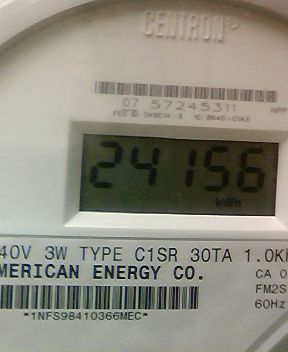 CENTRON®
07 57245311
24156
kWh
40V 3W TYPE C1SR 30TA 1.0K
MERICAN ENERGY CO.
CA 0
FM2S
60Hz
*1NFS98410366MEC*